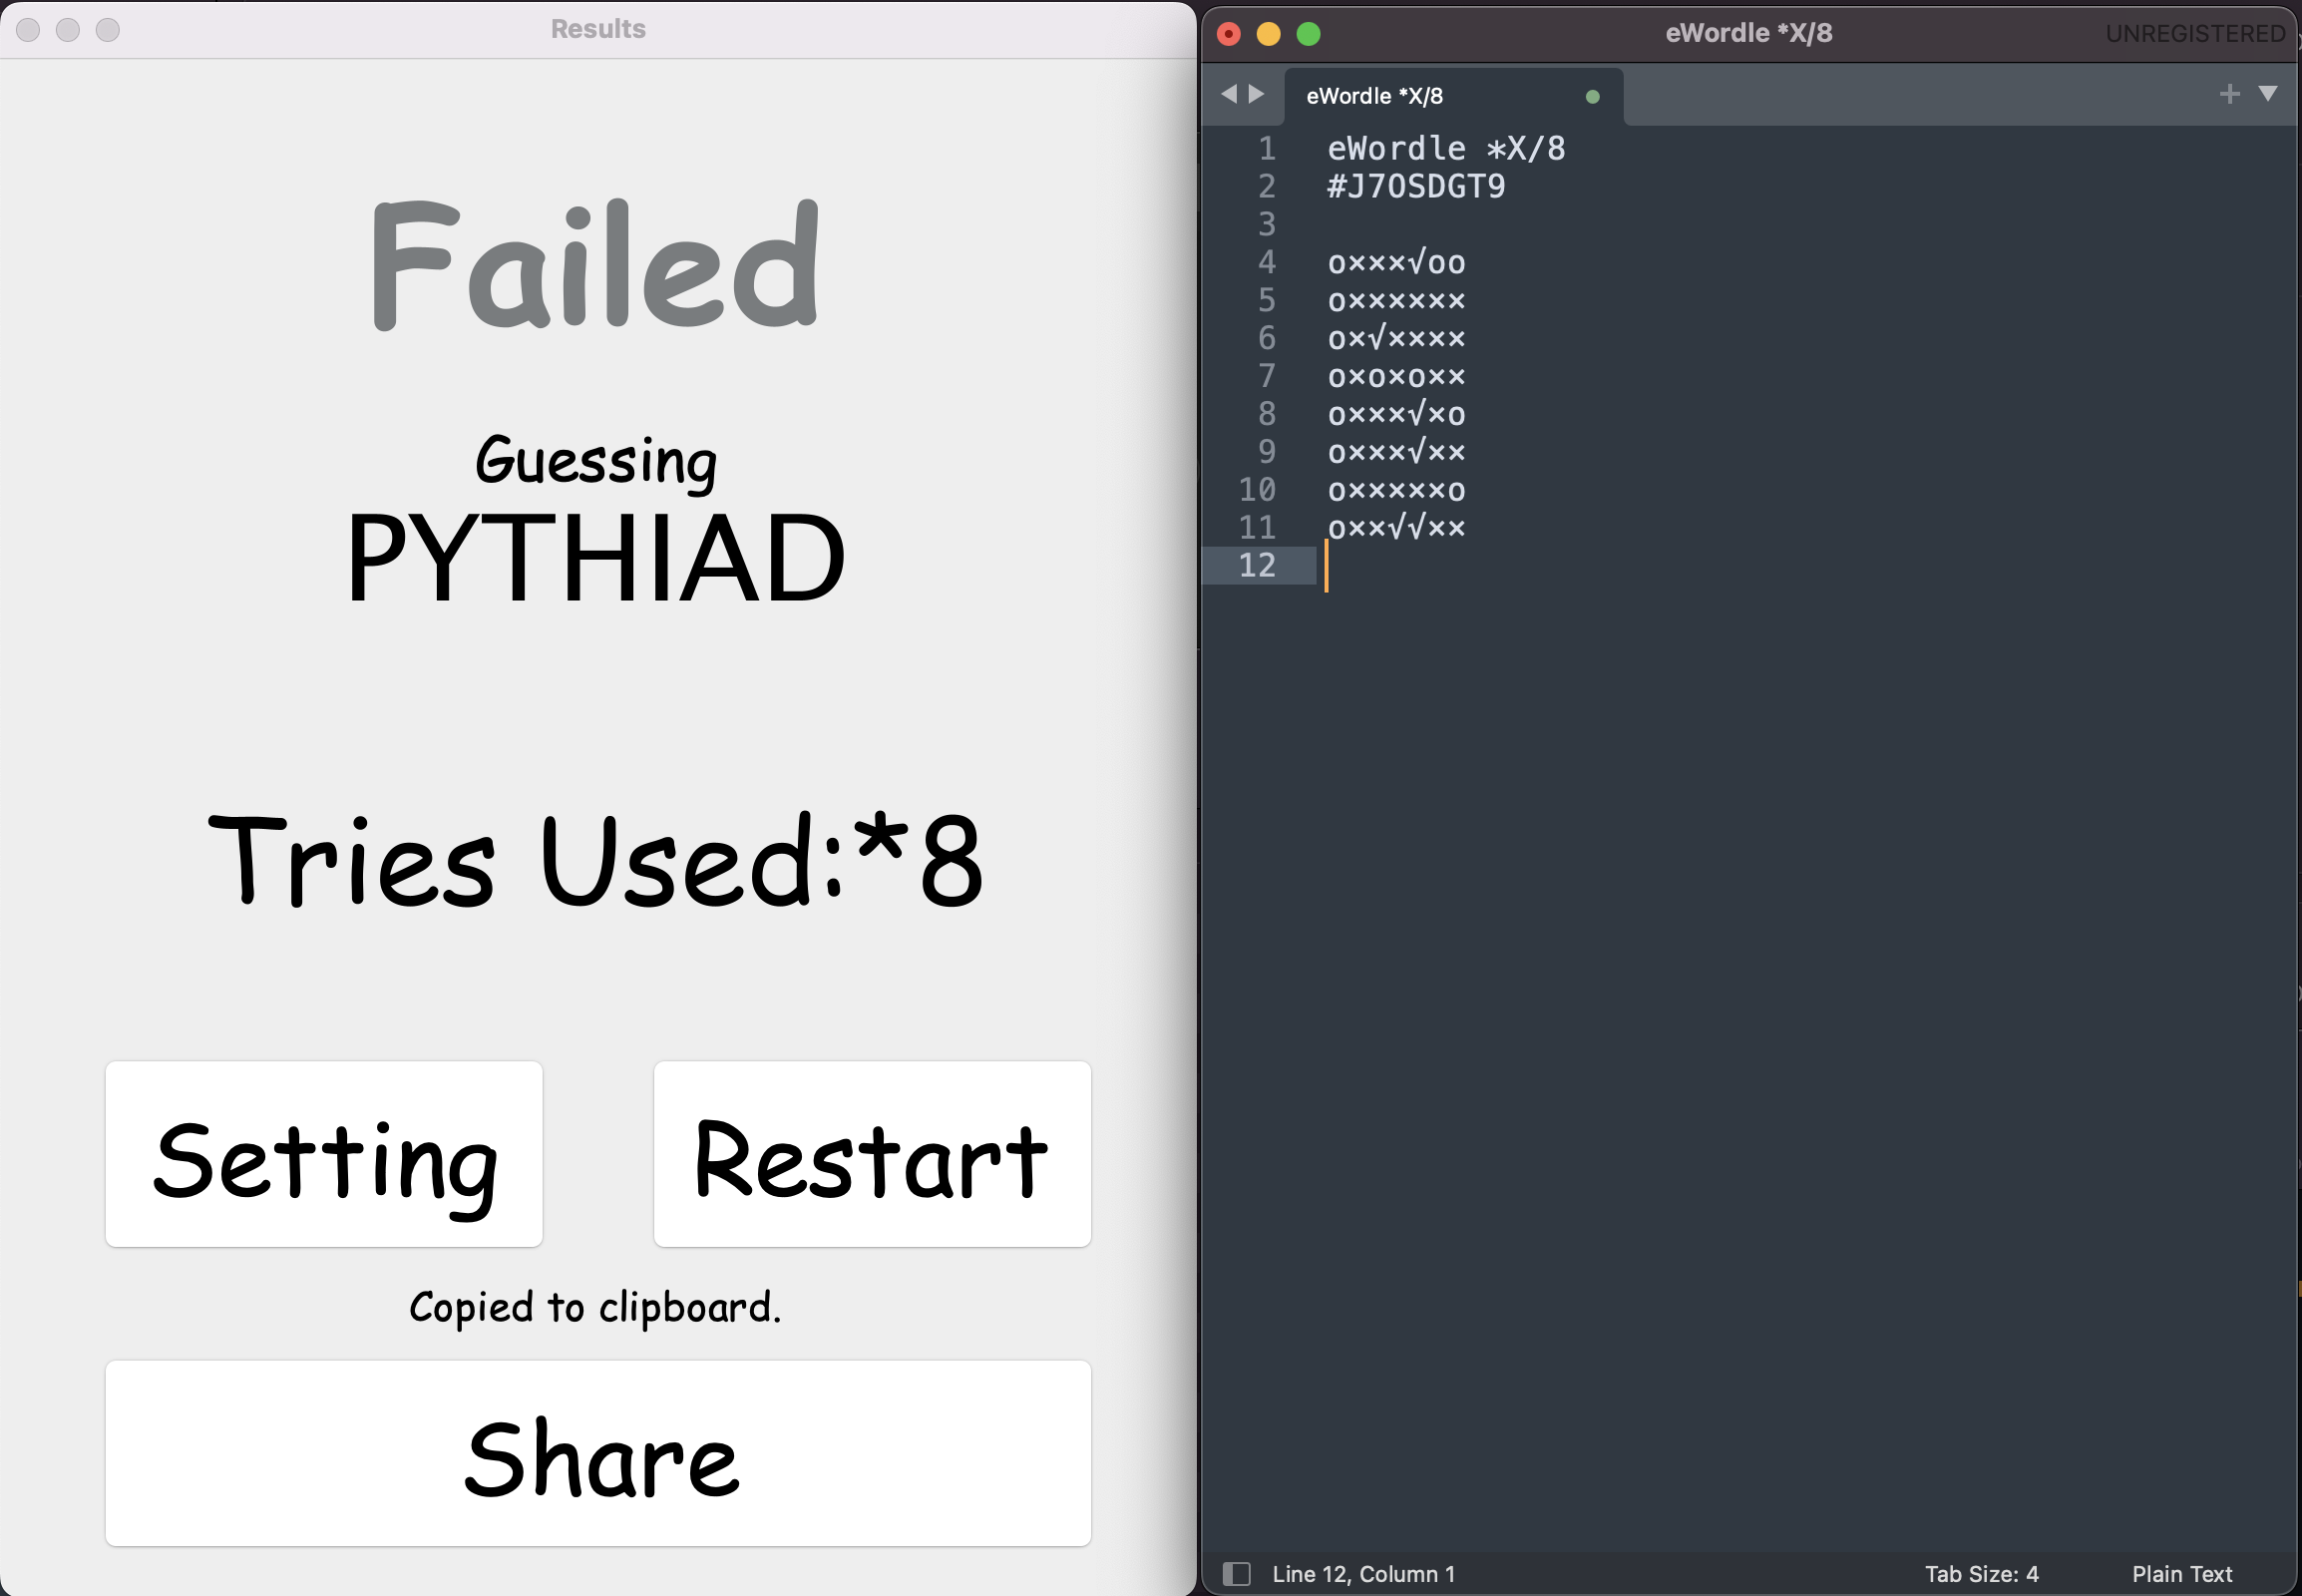 Results
Failed
Guessing
PYTHIAD
Tries Used:*8
Setting
Restart
Copied to clipboard.
Share
eWordle *X/8
UNREGISTERED
eWordle *X/8
1 eWordle *X/8
2 #J7OSDGT9
3
4 o×××√oo
5 o××××××
6 o×√××××
7 o×o×o××
8 o×××√×o
9 o×××√××
10 o×××××o
11 o××√√××
12
Line 12, Column 1
Tab Size: 4
Plain Text